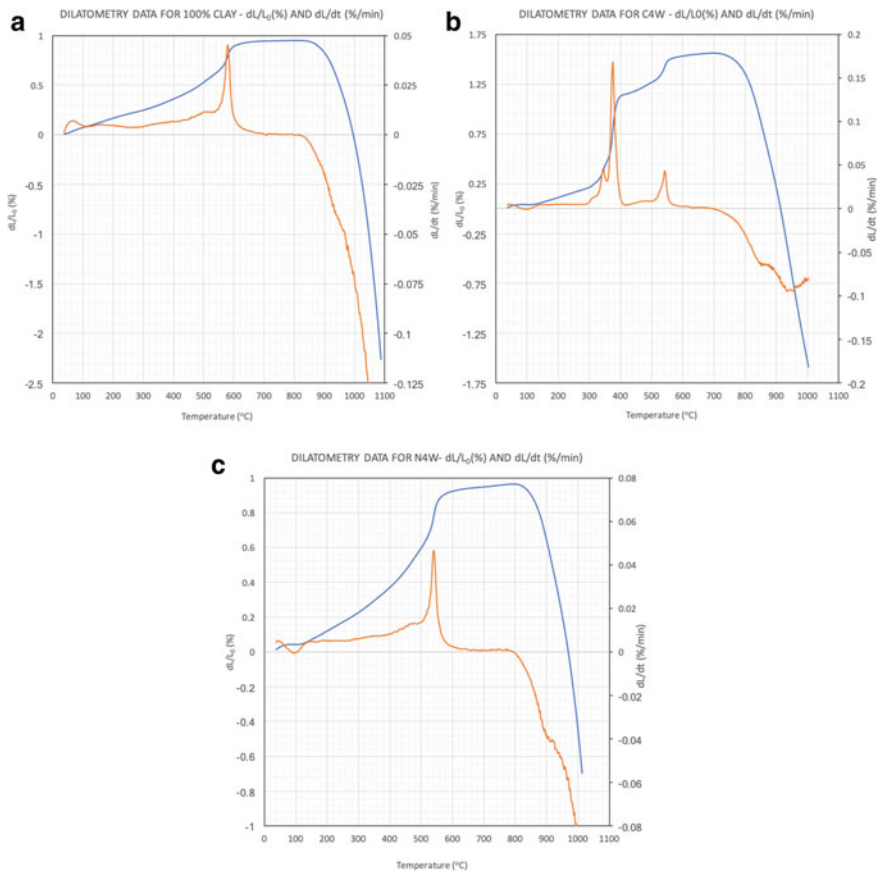 a
DILATOMETRY DATA FOR 100% CLAY - dL/L₀(%) AND dL/dt (%/min)
1
0.5
0
-0.5
-1
-1.5
-2
-2.5
dL/L₀ (%)
0.05
0.025
0
-0.025
-0.05
-0.075
-0.1
-0.125
dL/dt (%/min)
0 100 200 300 400 500 600 700 800 900 1000 1100
Temperature (°C)
b
DILATOMETRY DATA FOR C4W - dL/L0(%) AND dL/dt (%/min)
1.75
1.25
0.75
0.25
-0.25
-0.75
-1.25
-1.75
dL/L₀ (%)
0.2
0.15
0.1
0.05
0
-0.05
-0.1
-0.15
-0.2
dL/dt (%/min)
0 100 200 300 400 500 600 700 800 900 1000 1100
Temperature (°C)
c
DILATOMETRY DATA FOR N4W- dL/L₀(%) AND dL/dt (%/min)
1
0.8
0.6
0.4
0.2
0
-0.2
-0.4
-0.6
-0.8
-1
dL/L₀ (%)
0.08
0.06
0.04
0.02
0
-0.02
-0.04
-0.06
-0.08
dL/dt (%/min)
0 100 200 300 400 500 600 700 800 900 1000 1100
Temperature (°C)